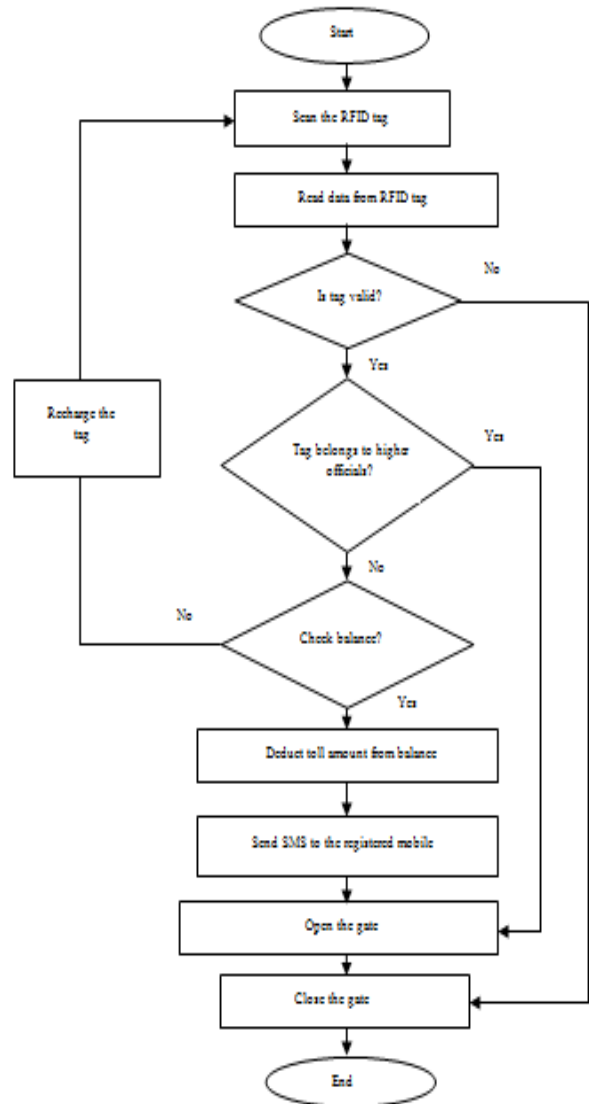 Start
Scan the RFID tag
Read data from RFID tag
No
Is tag valid?
Yes
Recharge the
tag
Yes
Tag belongs to higher
officials?
No
No
Check balance?
Yes
Deduct toll amount from balance
Send SMS to the registered mobile
Open the gate
Close the gate
End